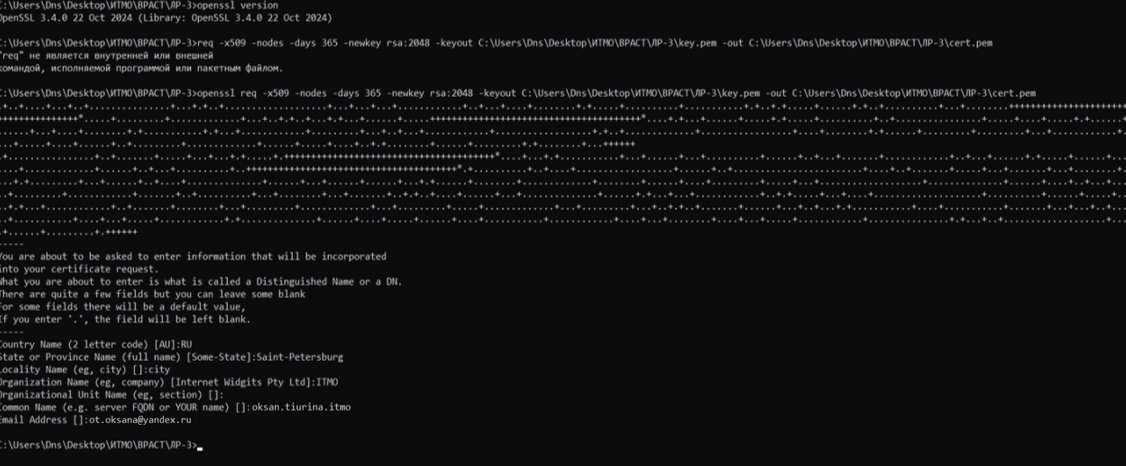 C:\Users\Dns\Desktop\ИТМО\ВРАСТ\ЛР-3>openssl version
OpenSSL 3.4.0 22 Oct 2024 (Library: OpenSSL 3.4.0 22 Oct 2024)
C:\Users\Dns\Desktop\ИТМО\ВРАСТ\ЛР-3>req -x509 -nodes -days 365 -newkey rsa:2048 -keyout C:\Users\Dns\Desktop\ИТМО\ВРАСТ\ЛР-3\key.pem -out C:\Users\Dns\Desktop\ИТМО\ВРАСТ\ЛР-3\cert.pem
"req" не является внутренней или внешней
командой, исполняемой программой или пакетным файлом.
C:\Users\Dns\Desktop\ИТМО\ВРАСТ\ЛР-3>openssl req -x509 -nodes -days 365 -newkey rsa:2048 -keyout C:\Users\Dns\Desktop\ИТМО\ВРАСТ\ЛР-3\key.pem -out C:\Users\Dns\Desktop\ИТМО\ВРАСТ\ЛР-3\cert.pem
-----
You are about to be asked to enter information that will be incorporated
into your certificate request.
What you are about to enter is what is called a Distinguished Name or a DN.
There are quite a few fields but you can leave some blank
For some fields there will be a default value,
If you enter '.', the field will be left blank.
-----
Country Name (2 letter code) [AU]:RU
State or Province Name (full name) [Some-State]:Saint-Petersburg
Locality Name (eg, city) []:city
Organization Name (eg, company) [Internet Widgits Pty Ltd]:ITMO
Organizational Unit Name (eg, section) []:
Common Name (e.g. server FQDN or YOUR name) []:oksan.tiurina.itmo
Email Address []:ot.oksana@yandex.ru
C:\Users\Dns\Desktop\ИТМО\ВРАСТ\ЛР-3>